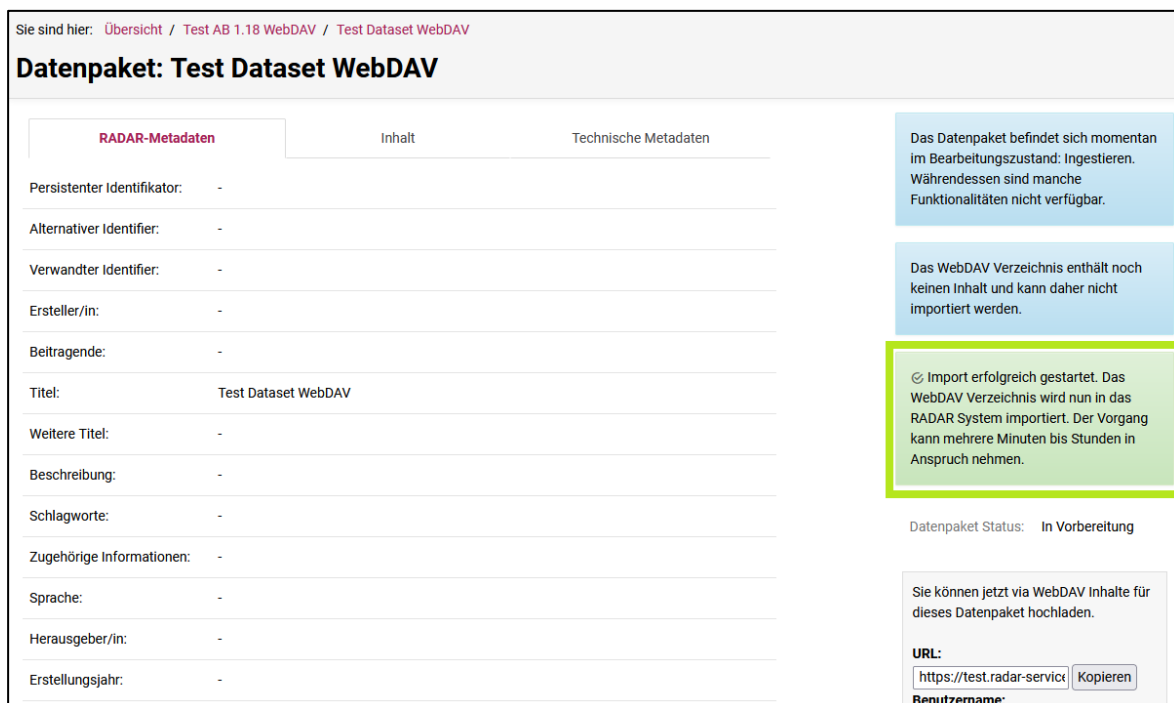 Sie sind hier: Übersicht / Test AB 1.18 WebDAV / Test Dataset WebDAV
Datenpaket: Test Dataset WebDAV
RADAR-Metadaten
Inhalt
Technische Metadaten
Persistenter Identifikator: -
Alternativer Identifier: -
Verwandter Identifier: -
Ersteller/in: -
Beitragende: -
Titel: Test Dataset WebDAV
Weitere Titel: -
Beschreibung: -
Schlagworte: -
Zugehörige Informationen: -
Sprache: -
Herausgeber/in: -
Erstellungsjahr: -
Das Datenpaket befindet sich momentan
im Bearbeitungszustand: Ingestieren.
Währendessen sind manche
Funktionalitäten nicht verfügbar.
Das WebDAV Verzeichnis enthält noch
keinen Inhalt und kann daher nicht
importiert werden.
Import erfolgreich gestartet. Das
WebDAV Verzeichnis wird nun in das
RADAR System importiert. Der Vorgang
kann mehrere Minuten bis Stunden in
Anspruch nehmen.
Datenpaket Status: In Vorbereitung
Sie können jetzt via WebDAV Inhalte für
dieses Datenpaket hochladen.
URL:
https://test.radar-service Kopieren
Benutzername: